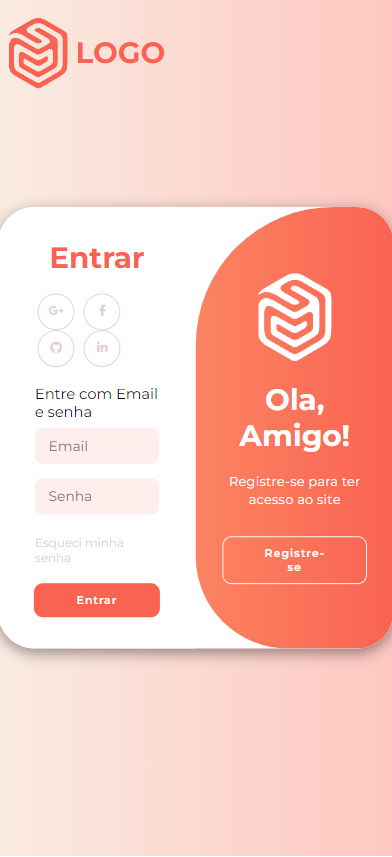 LOGO
Entrar
G+
f
in
Entre com Email
e senha
Email
Senha
Esqueci minha
senha
Entrar
Ola,
Amigo!
Registre-se para ter
acesso ao site
Registre-
se